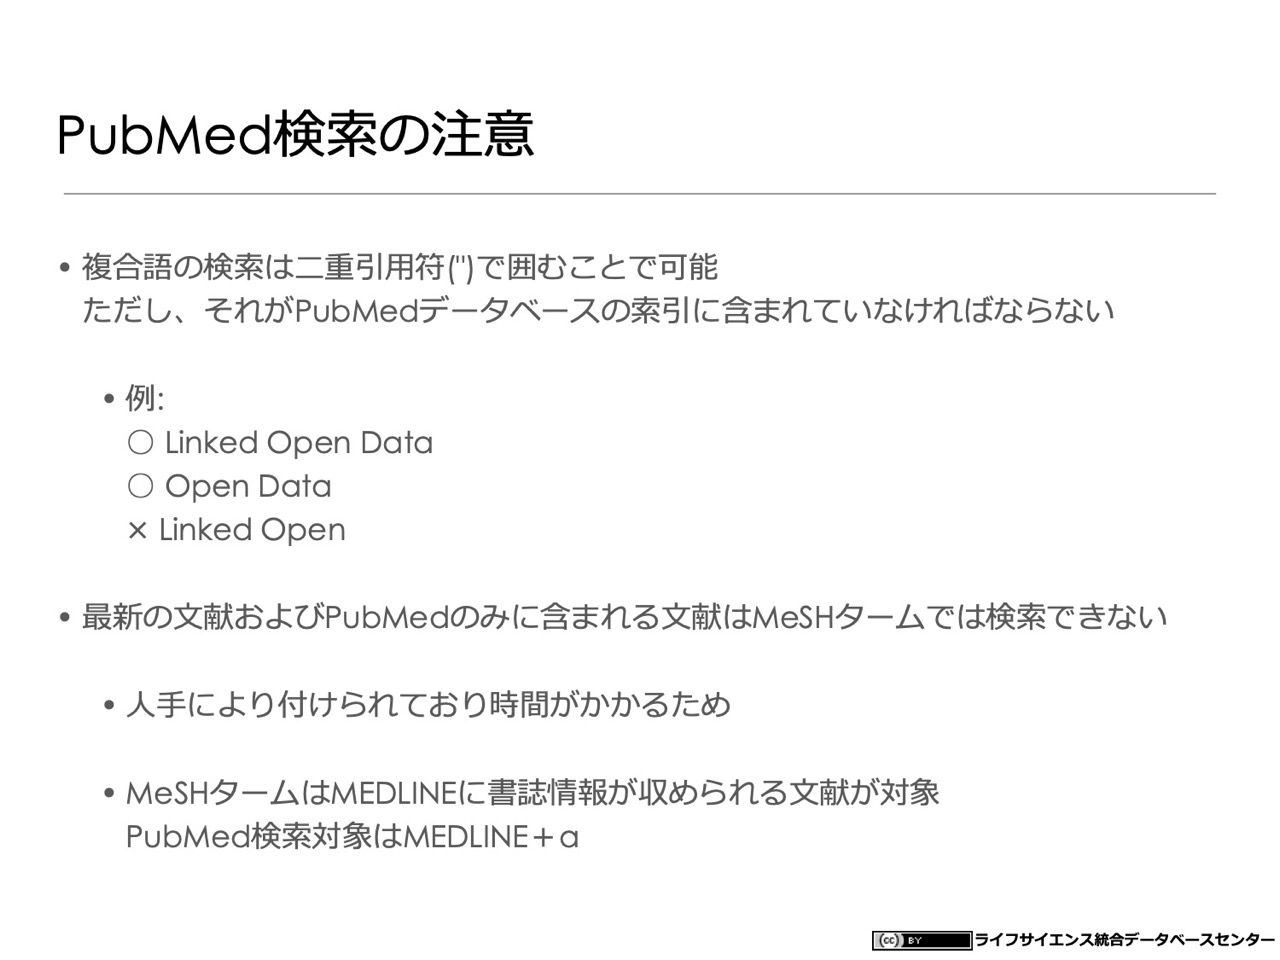 PubMed検索の注意
• 複合語の検索は二重引用符(")で囲むことで可能
ただし、それがPubMedデータベースの索引に含まれていなければならない
• 例:
○ Linked Open Data
○ Open Data
× Linked Open
• 最新の文献およびPubMedのみに含まれる文献はMeSHタームでは検索できない
• 人手により付けられており時間がかかるため
• MeSHタームはMEDLINEに書誌情報が収められる文献が対象
PubMed検索対象はMEDLINE＋α
cc BY ライフサイエンス統合データベースセンター